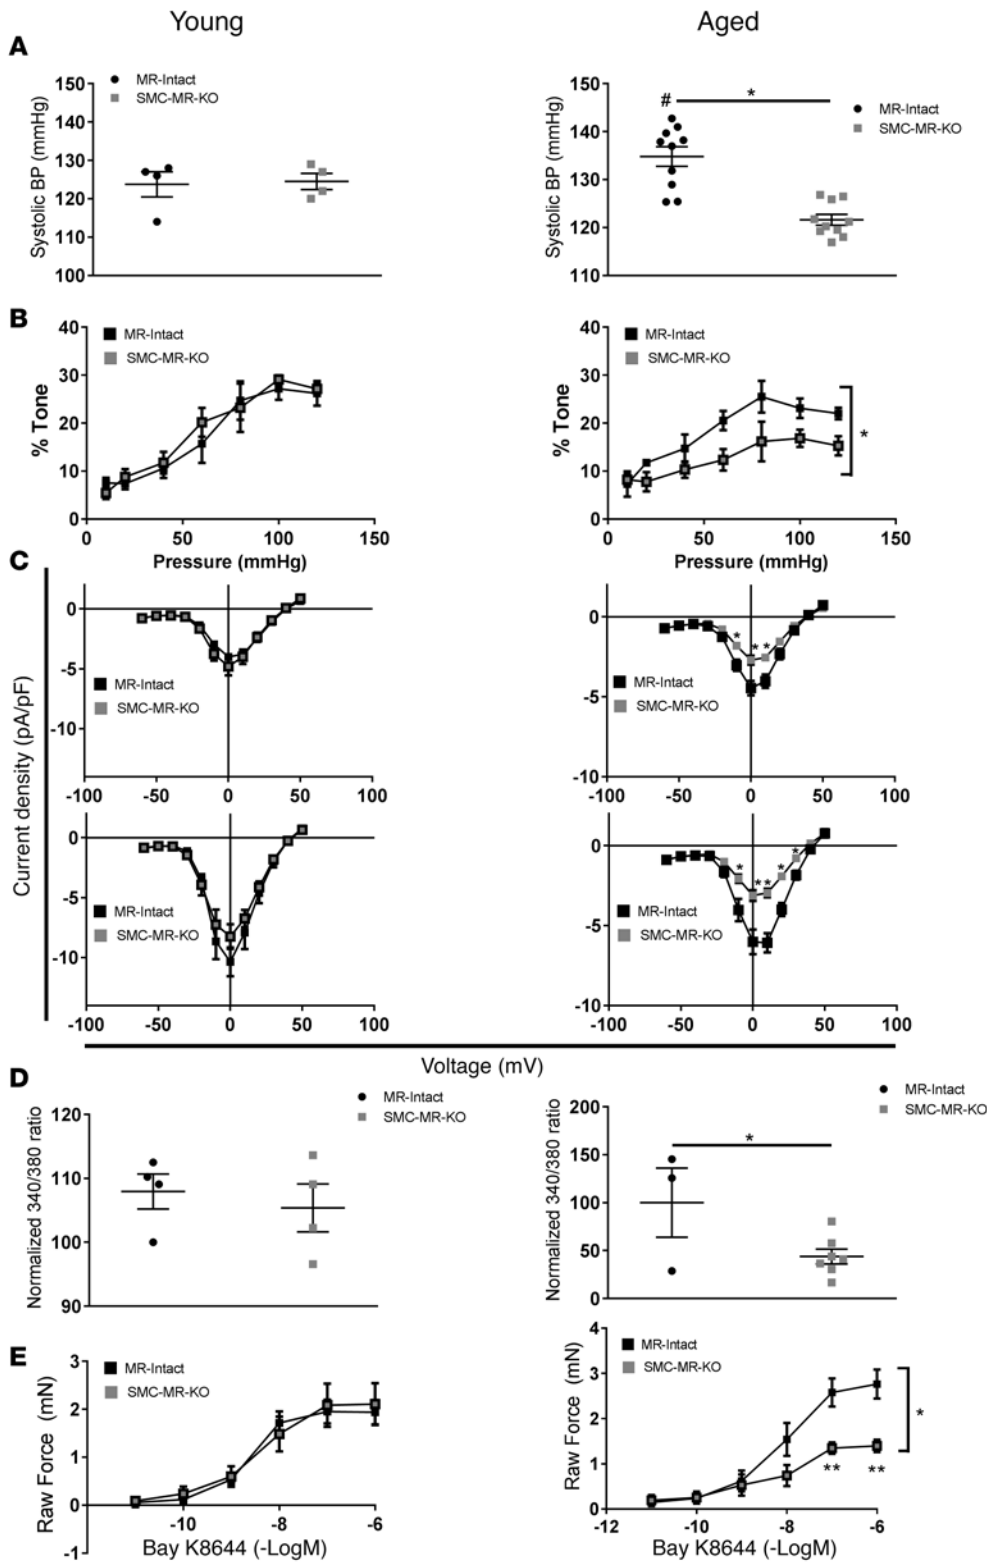 Young Aged
A
MR-Intact
SMC-MR-KO
Systolic BP (mmHg)
150
140
130
120
110
100
# *
MR-Intact
SMC-MR-KO
Systolic BP (mmHg)
150
140
130
120
110
B
MR-Intact
SMC-MR-KO
% Tone
40
30
20
10
0
0 50 100 150
Pressure (mmHg)
MR-Intact
SMC-MR-KO
% Tone
40
30
20
10
0
*
0 50 100 150
Pressure (mmHg)
C
Current density (pA/pF)
0
-5
-10
MR-Intact
SMC-MR-KO
-100 -50 0 50 100
0
-5
-10
* * *
MR-Intact
SMC-MR-KO
-100 -50 0 50 100
0
-5
-10
MR-Intact
SMC-MR-KO
-100 -50 0 50 100
0
-5
-10
* * * * *
MR-Intact
SMC-MR-KO
-100 -50 0 50 100
Voltage (mV)
D
MR-Intact
SMC-MR-KO
Normalized 340/380 ratio
120
110
100
90
MR-Intact
SMC-MR-KO
Normalized 340/380 ratio
200
150
100
50
0
*
E
MR-Intact
SMC-MR-KO
Raw Force (mN)
3
2
1
0
-1
-10 -8 -6
Bay K8644 (-LogM)
MR-Intact
SMC-MR-KO
Raw Force (mN)
4
3
2
1
0
*
** **
-12 -10 -8 -6
Bay K8644 (-LogM)